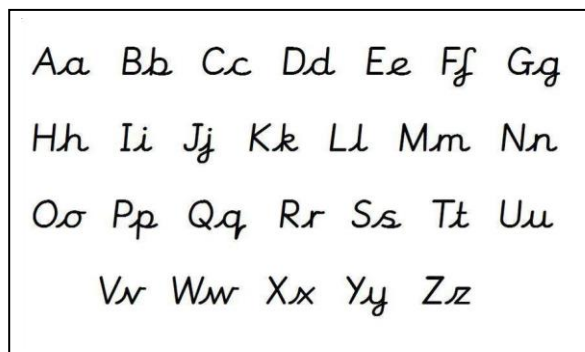 Aa Bb Cc Dd Ee Ff Gg
Hh Ii Jj Kk Ll Mm Nn
Oo Pp Qq Rr Ss Tt Uu
Vv Ww Xx Yy Zz